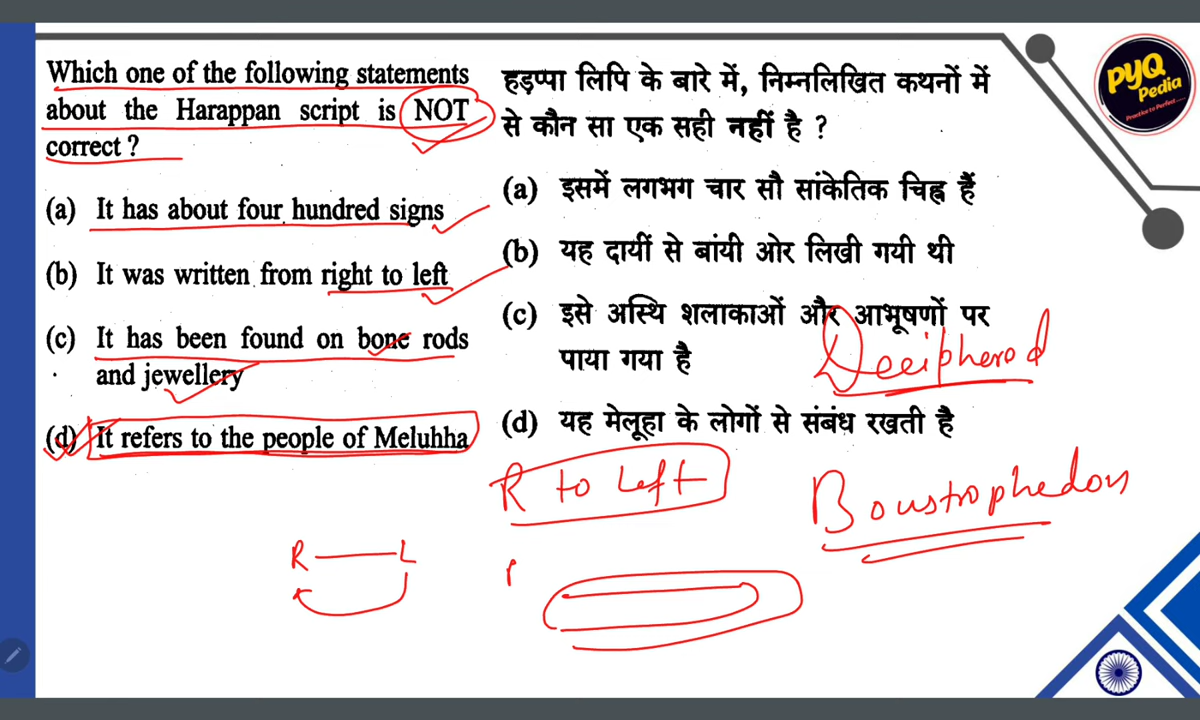 Which one of the following statements
about the Harappan script is NOT
correct ?
(a) It has about four hundred signs
(b) It was written from right to left
(c) It has been found on bone rods
and jewellery
(d) It refers to the people of Meluhha
हड़प्पा लिपि के बारे में, निम्नलिखित कथनों में
से कौन सा एक सही नहीं है ?
(a) इसमें लगभग चार सौ सांकेतिक चिह्न हैं
(b) यह दायीं से बांयी ओर लिखी गयी थी
(c) इसे अस्थि शलाकाओं और आभूषणों पर
पाया गया है
(d) यह मेलूहा के लोगों से संबंध रखती है
PYQ
Pedia
Practice to Perfect
Deciphered
R to Left
Boustrophedon
R L